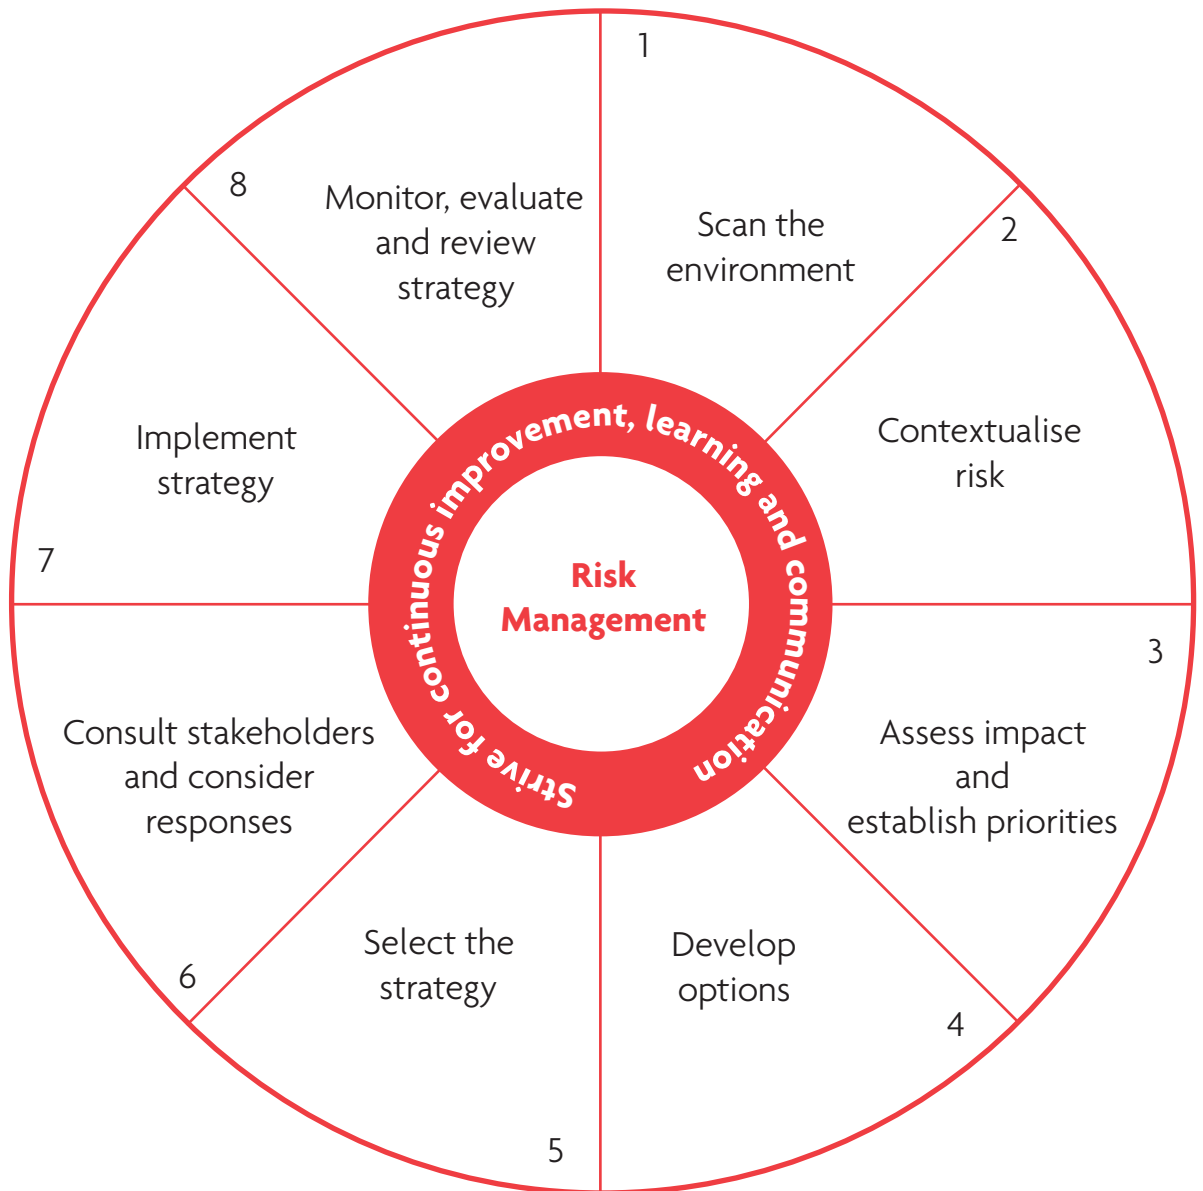 1
Scan the
environment
2
Contextualise
risk
3
Assess impact
and
establish priorities
4
Develop
options
5
Select the
strategy
6
Consult stakeholders
and consider
responses
7
Implement
strategy
8
Monitor, evaluate
and review
strategy
Strive for continuous improvement, learning and communication
Risk
Management